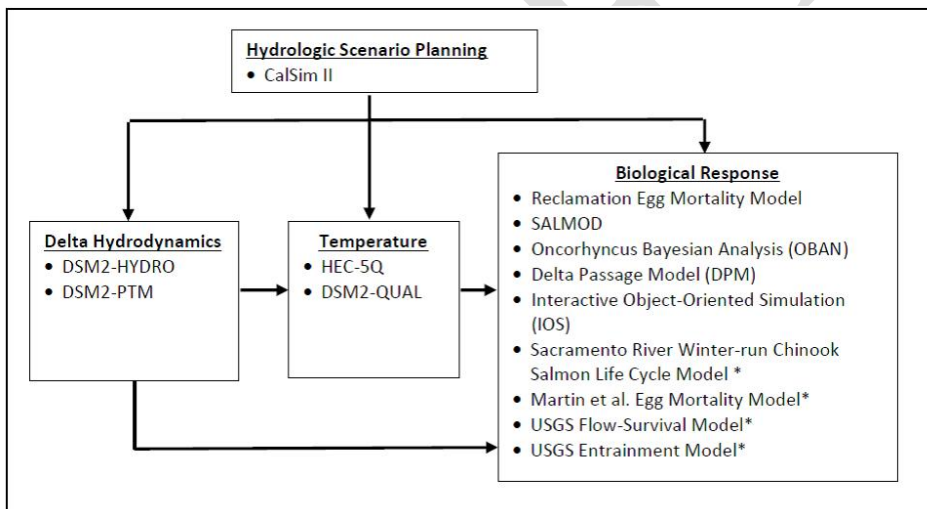 Hydrologic Scenario Planning
• CalSim II
Delta Hydrodynamics
• DSM2-HYDRO
• DSM2-PTM
Temperature
• HEC-5Q
• DSM2-QUAL
Biological Response
• Reclamation Egg Mortality Model
• SALMOD
• Oncorhyncus Bayesian Analysis (OBAN)
• Delta Passage Model (DPM)
• Interactive Object-Oriented Simulation
(IOS)
• Sacramento River Winter-run Chinook
Salmon Life Cycle Model *
• Martin et al. Egg Mortality Model*
• USGS Flow-Survival Model*
• USGS Entrainment Model*